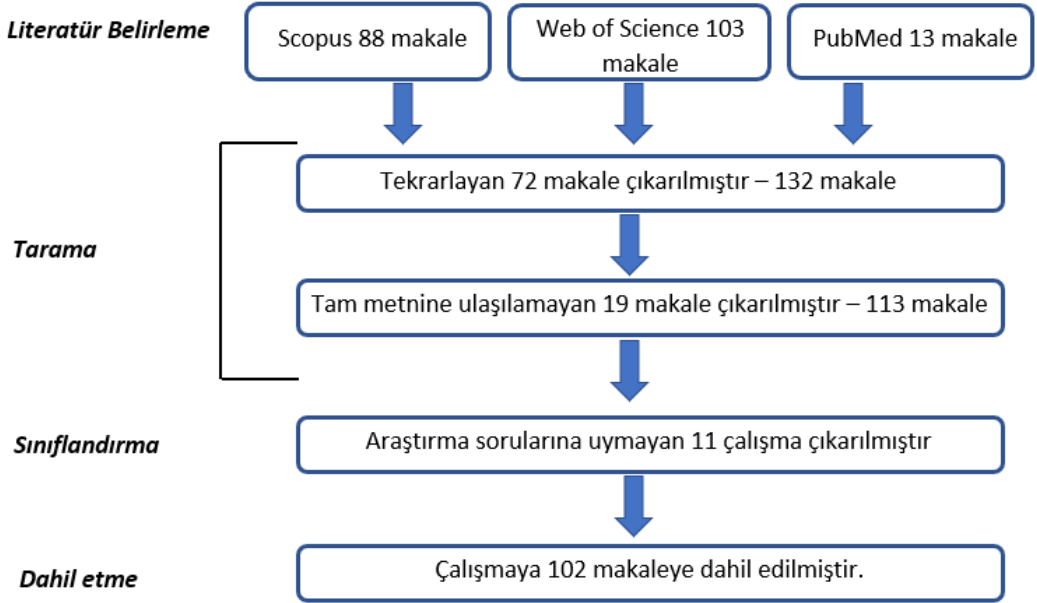 Literatür Belirleme
Scopus 88 makale
Web of Science 103
makale
PubMed 13 makale
Tarama
Tekrarlayan 72 makale çıkarılmıştır – 132 makale
Tam metnine ulaşılamayan 19 makale çıkarılmıştır – 113 makale
Sınıflandırma
Araştırma sorularına uymayan 11 çalışma çıkarılmıştır
Dahil etme
Çalışmaya 102 makaleye dahil edilmiştir.